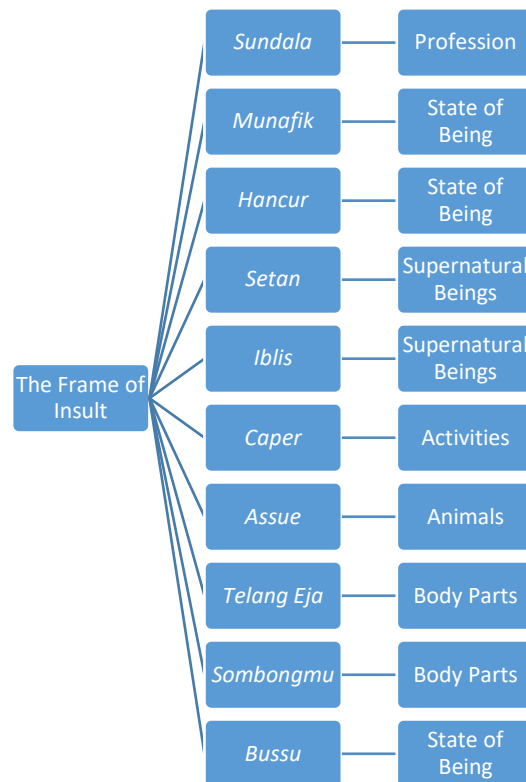 Sundala
Profession
Munafik
State of
Being
Hancur
State of
Being
Setan
Supernatural
Beings
The Frame of
Insult
Iblis
Supernatural
Beings
Caper
Activities
Assue
Animals
Telang Eja
Body Parts
Sombongmu
Body Parts
Bussu
State of
Being